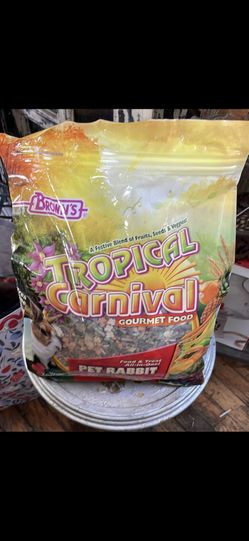 BROWN'S
A Festive Blend of Fruits, Seeds & Veggies
TROPICAL
Carnival
GOURMET FOOD
Food & Treat
All-In-One!
PET RABBIT